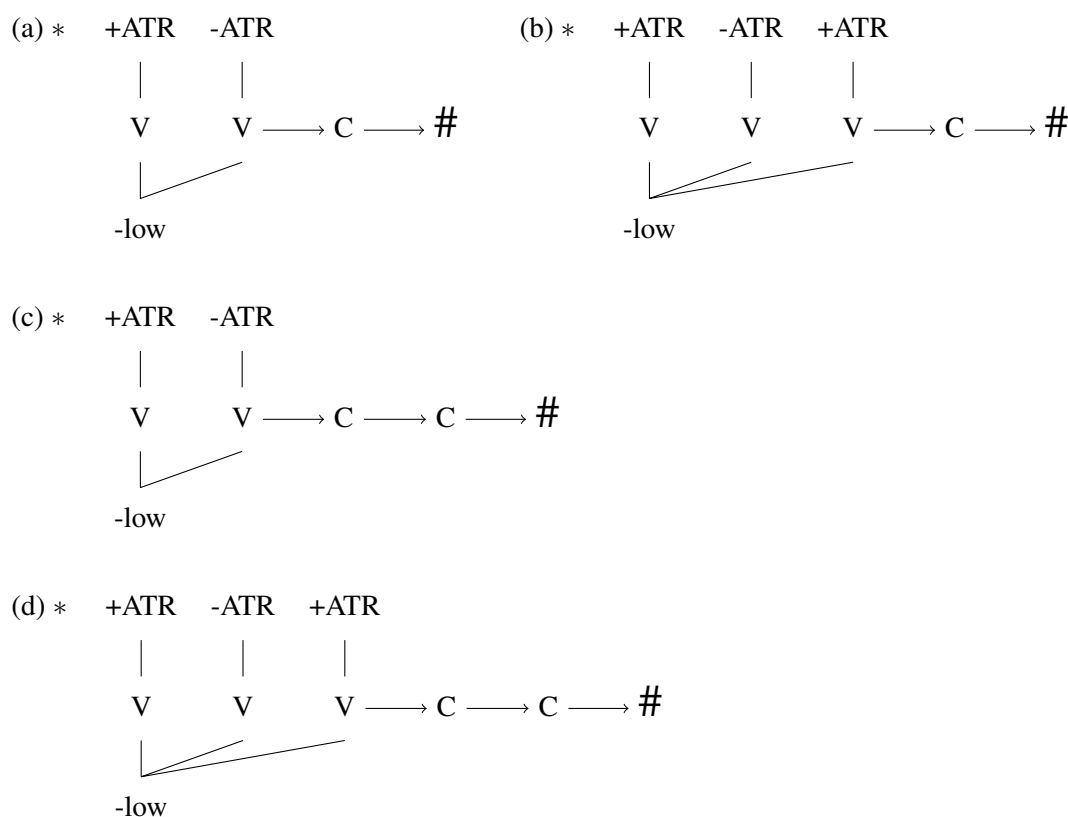 (a) ∗ +ATR -ATR (b) ∗ +ATR -ATR +ATR
V V C # V V V C #
-low -low
(c) ∗ +ATR -ATR
V V C C #
-low
(d) ∗ +ATR -ATR +ATR
V V V C C #
-low